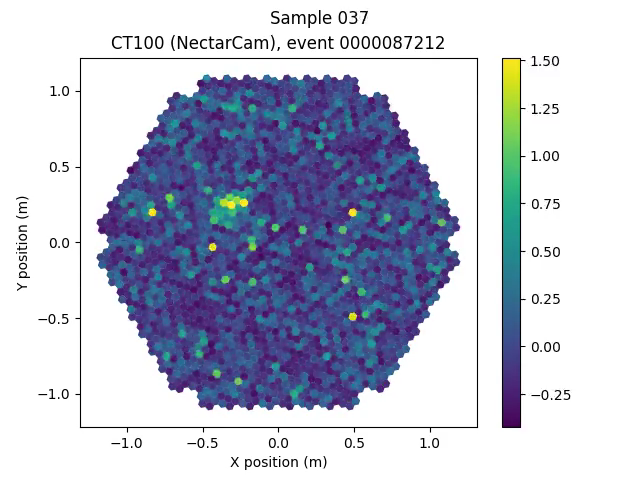 Sample 037
CT100 (NectarCam), event 0000087212
1.0
0.5
0.0
−0.5
−1.0
Y position (m)
−1.0 −0.5 0.0 0.5 1.0
X position (m)
1.50
1.25
1.00
0.75
0.50
0.25
0.00
−0.25